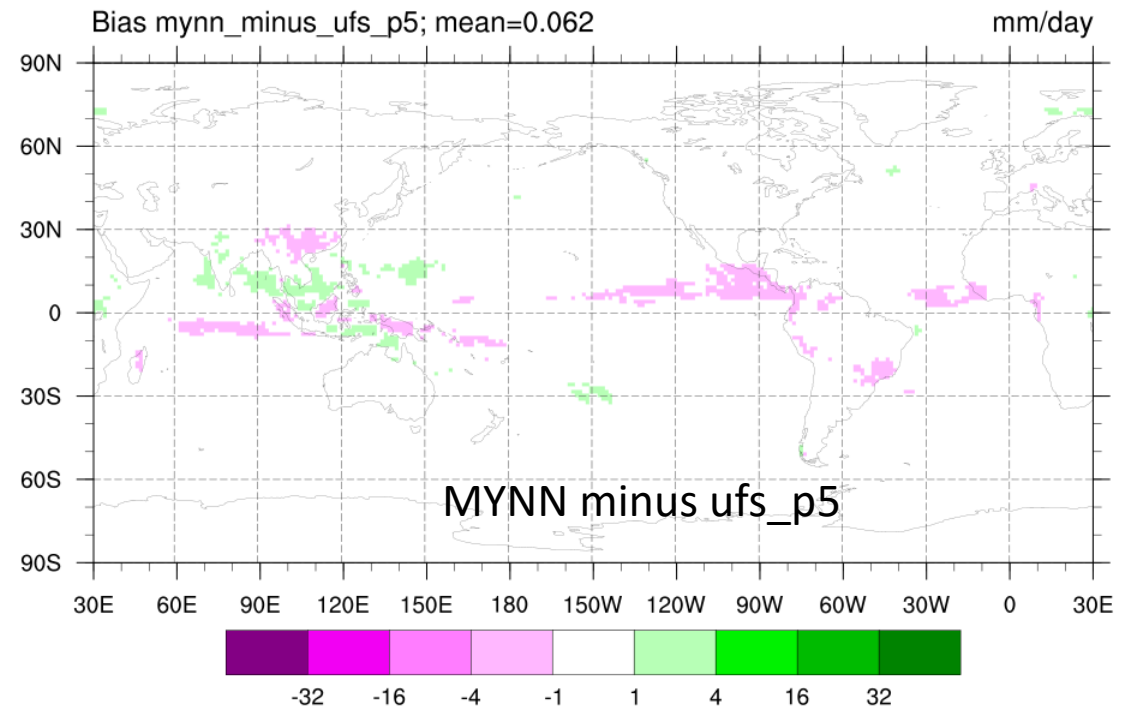 Bias mynn_minus_ufs_p5; mean=0.062 mm/day
90N
60N
30N
0
30S
60S
MYNN minus ufs_p5
90S
30E 60E 90E 120E 150E 180 150W 120W 90W 60W 30W 0 30E
-32 -16 -4 -1 1 4 16 32